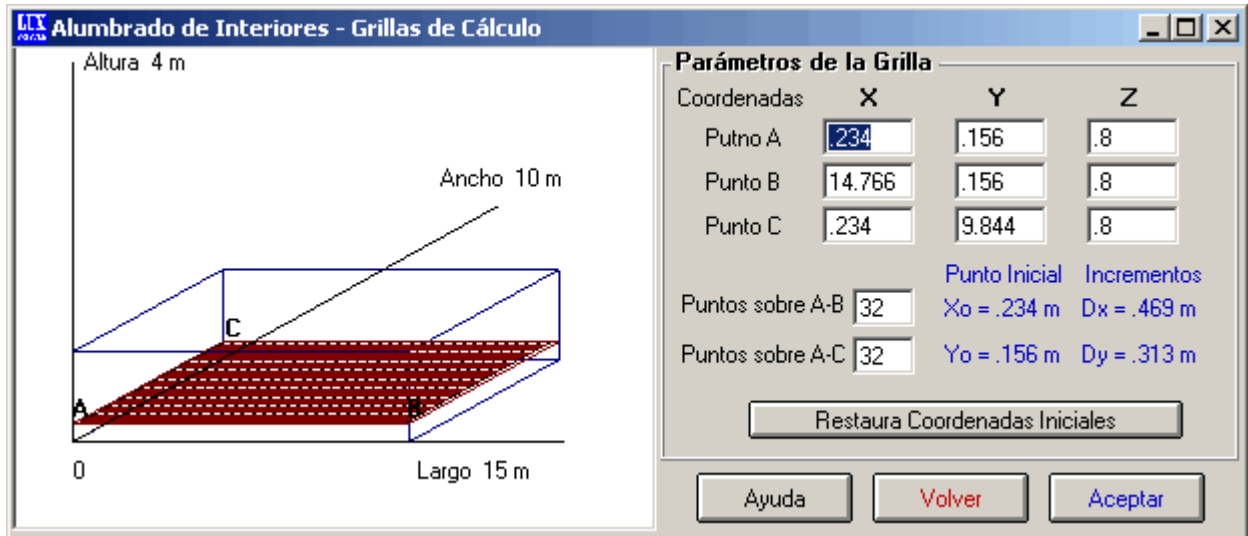 LUX Alumbrado de Interiores - Grillas de Cálculo
Altura 4 m
Ancho 10 m
C
A
B
0
Largo 15 m
Parámetros de la Grilla
Coordenadas X Y Z
Putno A .234 .156 .8
Punto B 14.766 .156 .8
Punto C .234 9.844 .8
Punto Inicial Incrementos
Puntos sobre A-B 32 Xo = .234 m Dx = .469 m
Puntos sobre A-C 32 Yo = .156 m Dy = .313 m
Restaura Coordenadas Iniciales
Ayuda Volver Aceptar